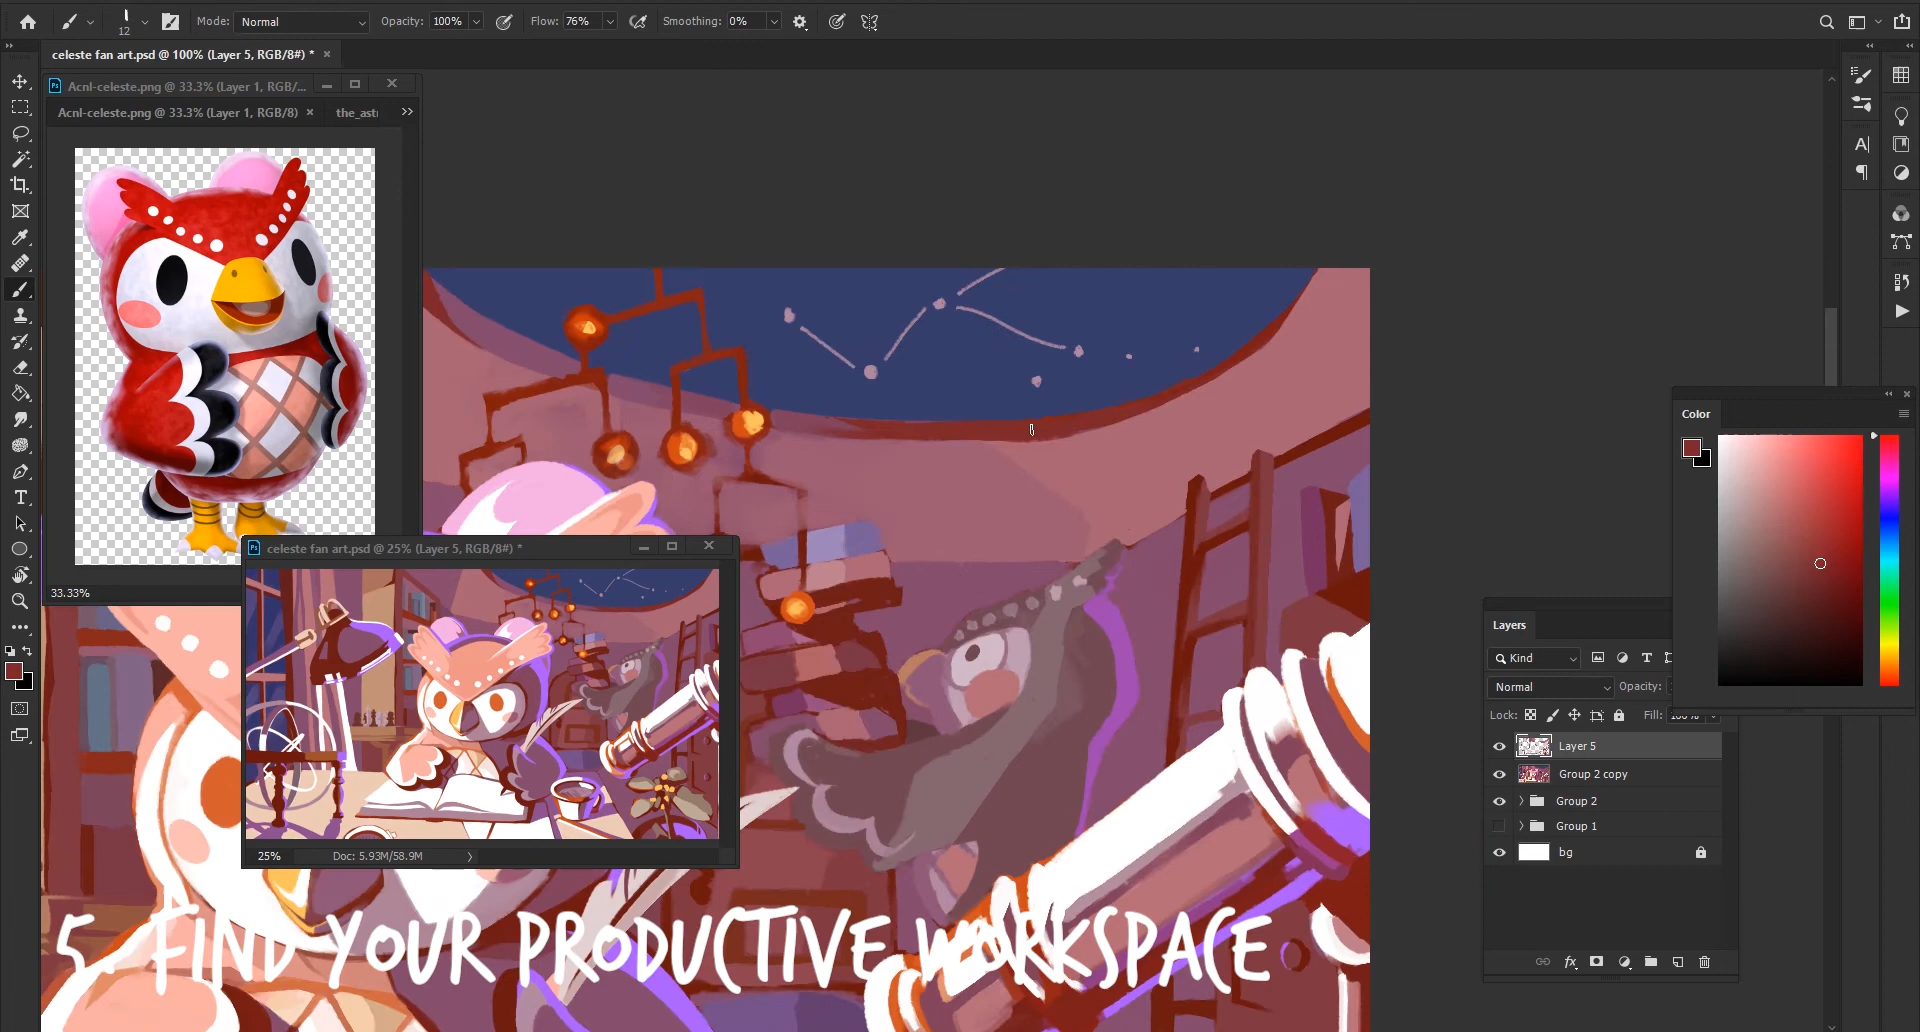 12
Mode: Normal
Opacity: 100%
Flow: 76%
Smoothing: 0%
celeste fan art.psd @ 100% (Layer 5, RGB/8#) * ×
Acnl-celeste.png @ 33.3% (Layer 1, RGB/...
Acnl-celeste.png @ 33.3% (Layer 1, RGB/8) × the_ast
33.33%
celeste fan art.psd @ 25% (Layer 5, RGB/8#) *
25% Doc: 5.93M/58.9M
Color
Layers
Kind
Normal Opacity:
Lock: Fill: 100%
Layer 5
Group 2 copy
Group 2
Group 1
bg
5. FIND YOUR PRODUCTIVE WORKSPACE